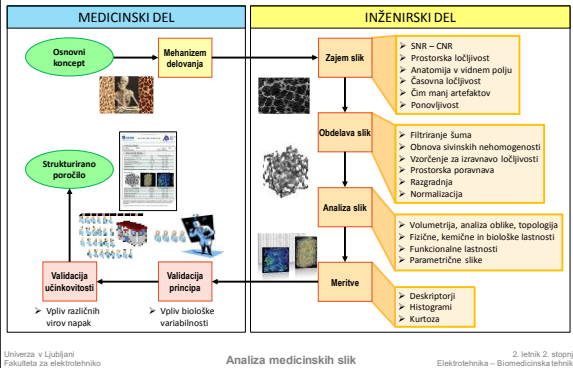 MEDICINSKI DEL
INŽENIRSKI DEL
Osnovni
koncept
Mehanizem
delovanja
Zajem slik
➢ SNR – CNR
➢ Prostorska ločljivost
➢ Anatomija v vidnem polju
➢ Časovna ločljivost
➢ Čim manj artefaktov
➢ Ponovljivost
Obdelava slik
➢ Filtriranje šuma
➢ Obnova sivinskih nehomogenosti
➢ Vzorčenje za izravnavo ločljivosti
➢ Prostorska poravnava
➢ Razgradnja
➢ Normalizacija
Strukturirano
poročilo
Analiza slik
➢ Volumetrija, analiza oblike, topologija
➢ Fizične, kemične in biološke lastnosti
➢ Funkcionalne lastnosti
➢ Parametrične slike
Validacija
učinkovitosti
Validacija
principa
Meritve
➢ Deskriptorji
➢ Histogrami
➢ Kurtoza
➢ Vpliv različnih
virov napak
➢ Vpliv biološke
variabilnosti
Univerza v Ljubljani
Fakulteta za elektrotehniko
Analiza medicinskih slik
2. letnik 2. stopnj
Elektrotehnika – Biomedicinska tehnik